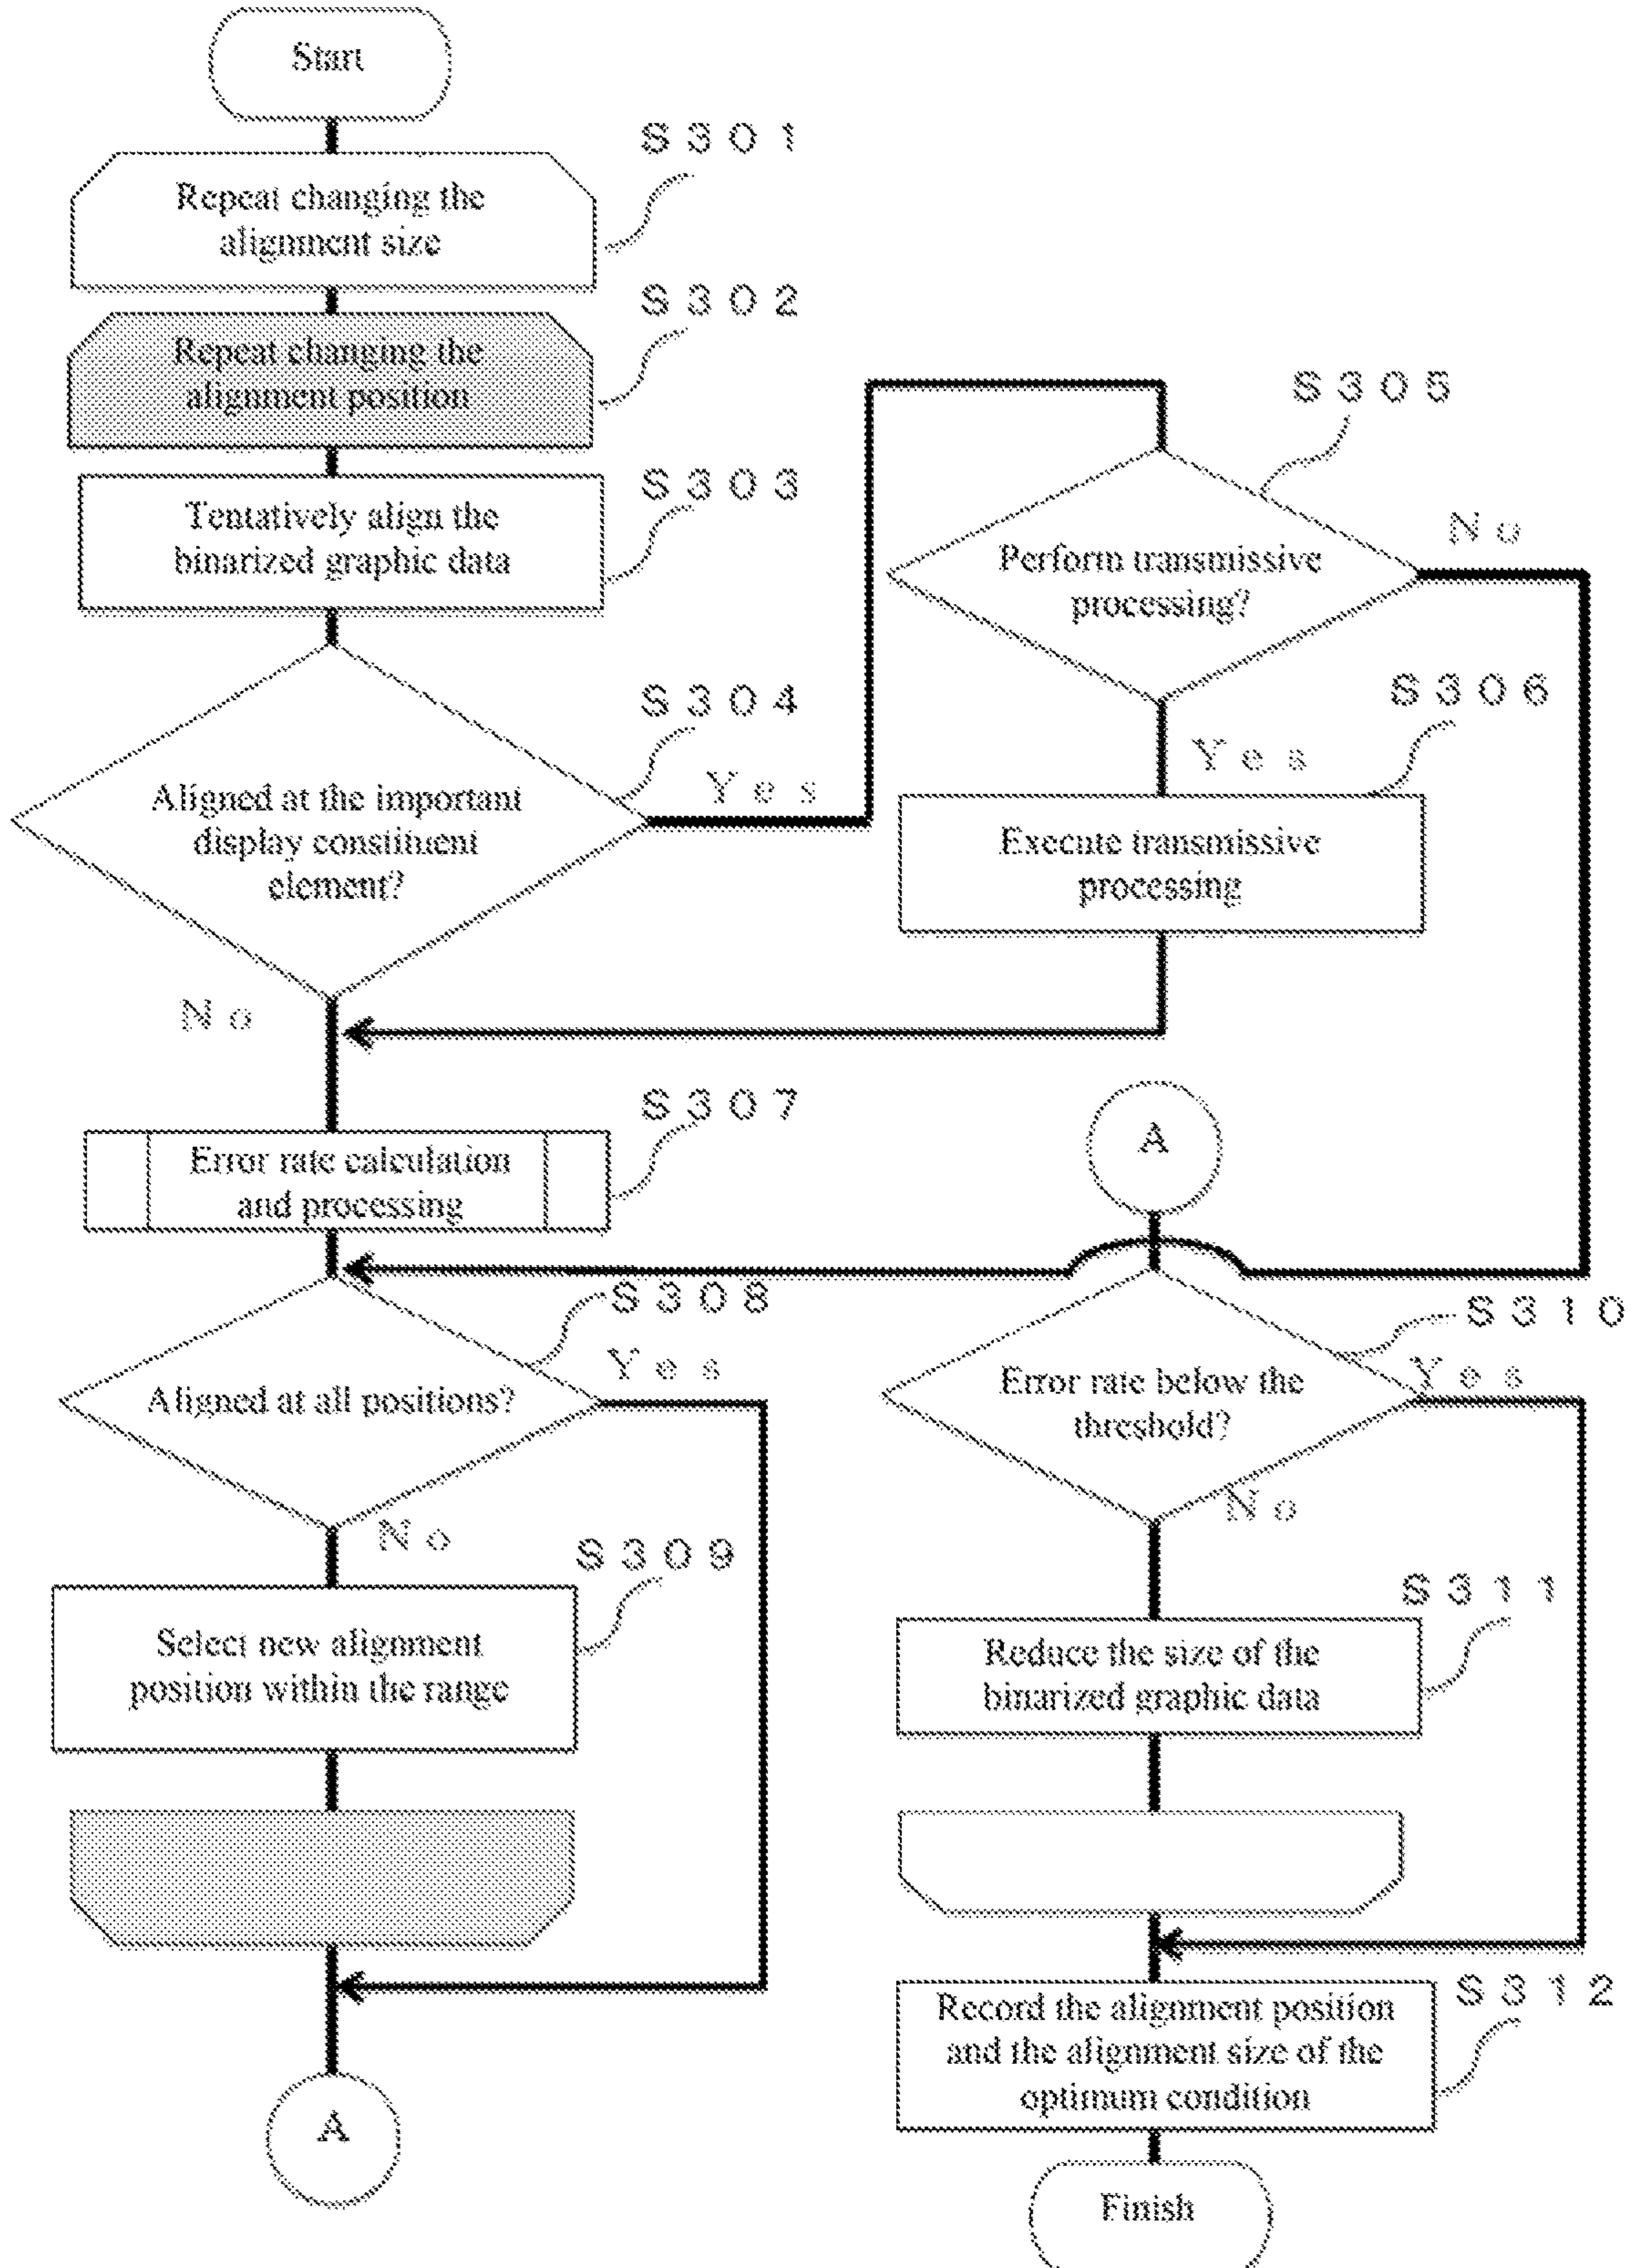 Start
S301
Repeat changing the
alignment size
S302
Repeat changing the
alignment position
S303
Tentatively align the
binarized graphic data
S304
Aligned at the important
display constituent
element?
Yes
No
S305
Perform transmissive
processing?
No
Yes
S306
Execute transmissive
processing
S307
Error rate calculation
and processing
S308
Aligned at all positions?
Yes
No
S309
Select new alignment
position within the range
A
A
S310
Error rate below the
threshold?
Yes
No
S311
Reduce the size of the
binarized graphic data
S312
Record the alignment position
and the alignment size of the
optimum condition
Finish